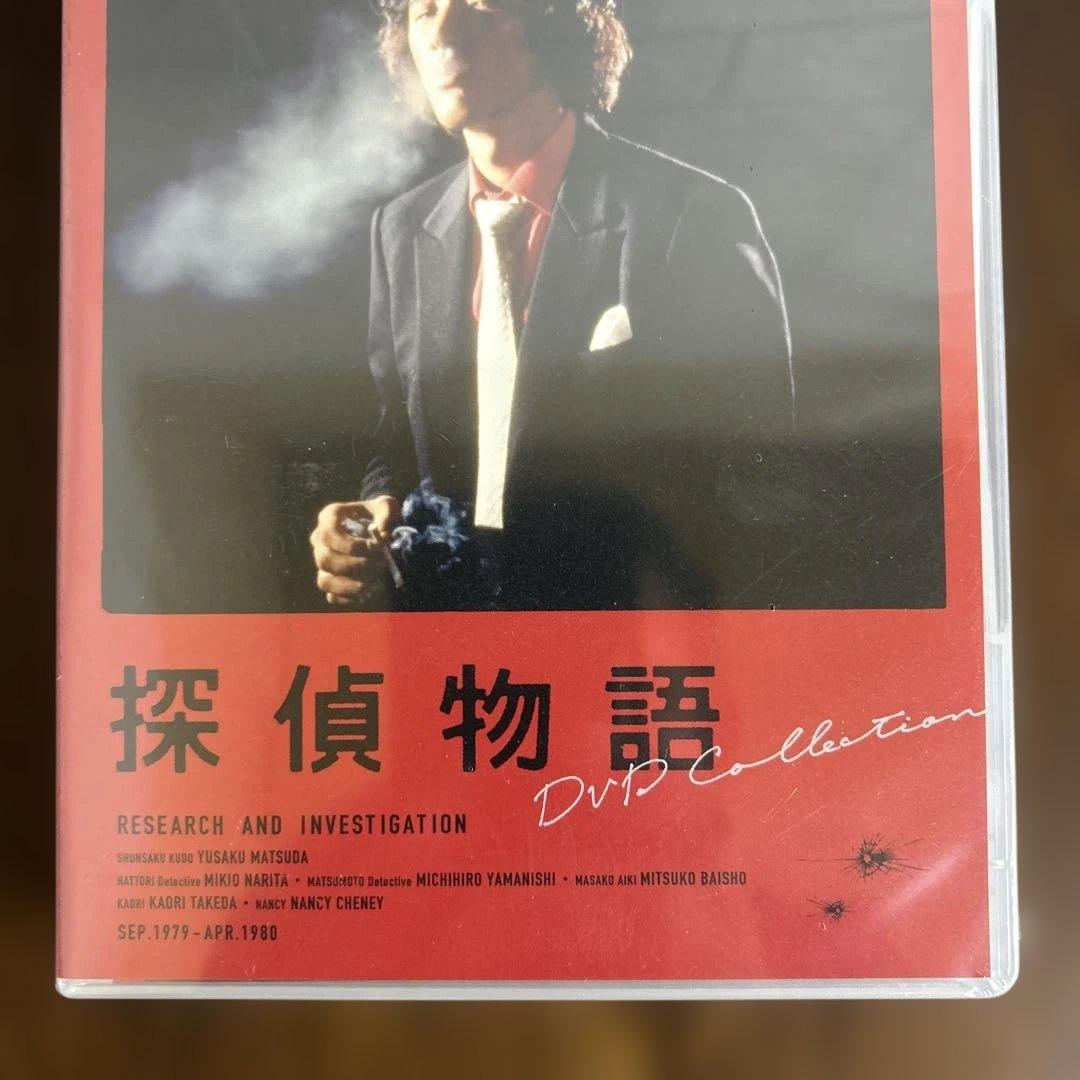 探偵物語
DVD Collection
RESEARCH AND INVESTIGATION
SHUNSAKU KUDO YUSAKU MATSUDA
HATTORI Detective MIKIO NARITA・MATSUMOTO Detective MICHIHIRO YAMANISHI・MASAKO AIKI MITSUKO BAISHO
KAORI KAORI TAKEDA・NANCY NANCY CHENEY
SEP.1979-APR.1980